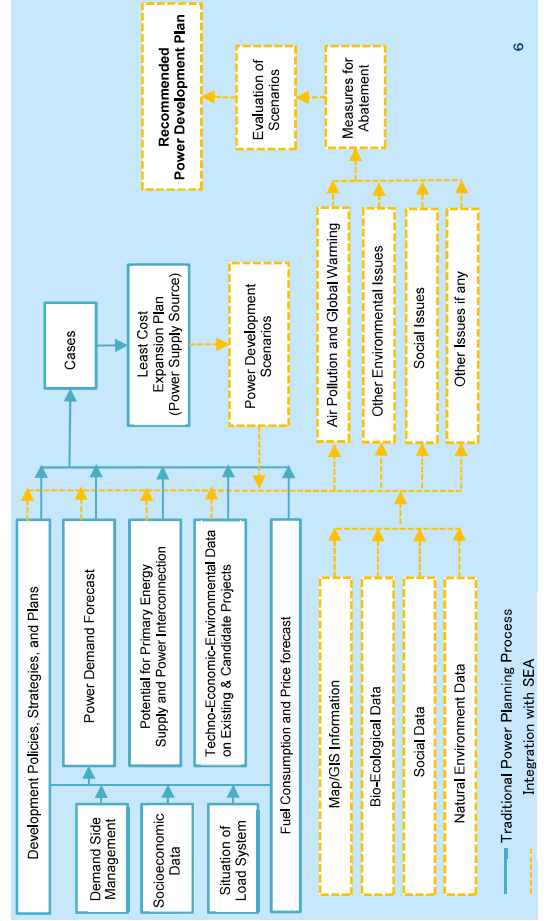 Development Policies, Strategies, and Plans
Demand Side
Management
Socioeconomic
Data
Situation of
Load System
Power Demand Forecast
Potential for Primary Energy
Supply and Power Interconnection
Techno-Economic-Environmental Data
on Existing & Candidate Projects
Fuel Consumption and Price forecast
Cases
Least Cost
Expansion Plan
(Power Supply Source)
Power Development
Scenarios
Map/GIS Information
Bio-Ecological Data
Social Data
Natural Environment Data
Air Pollution and Global Warming
Other Environmental Issues
Social Issues
Other Issues if any
Measures for
Abatement
Evaluation of
Scenarios
Recommended
Power Development Plan
Traditional Power Planning Process
Integration with SEA
6